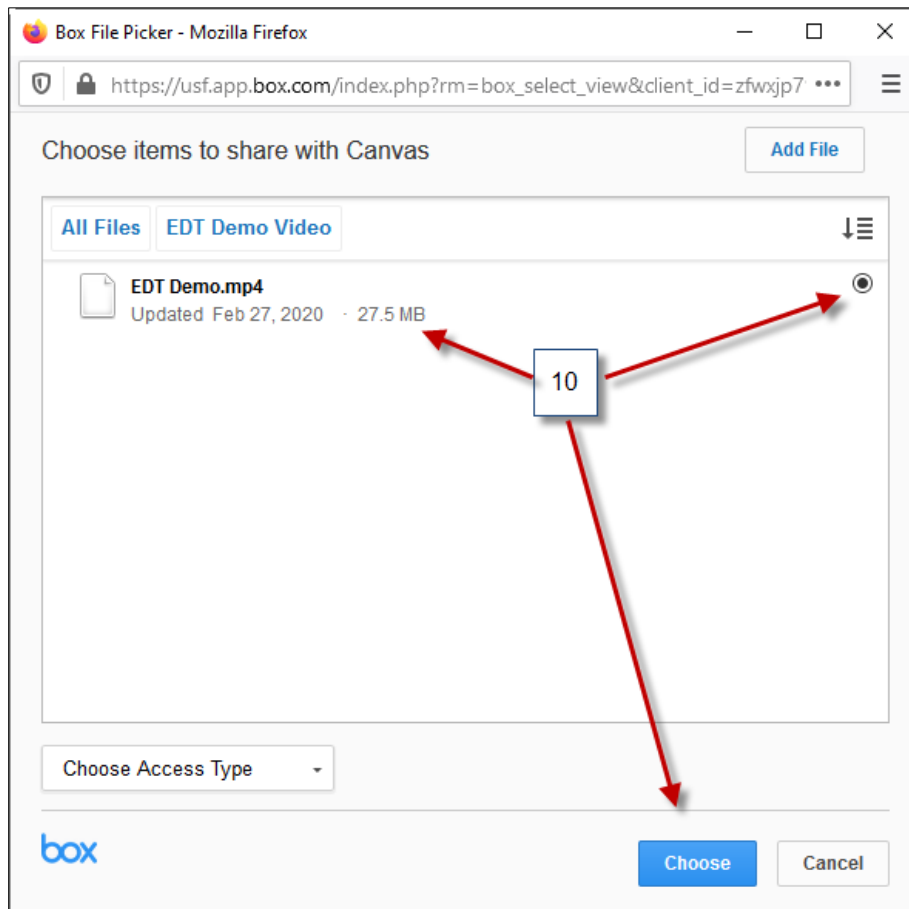 Box File Picker - Mozilla Firefox
https://usf.app.box.com/index.php?rm=box_select_view&client_id=zfwxjp7
Choose items to share with Canvas
Add File
All Files EDT Demo Video
EDT Demo.mp4
Updated Feb 27, 2020 · 27.5 MB
10
Choose Access Type
box
Choose Cancel